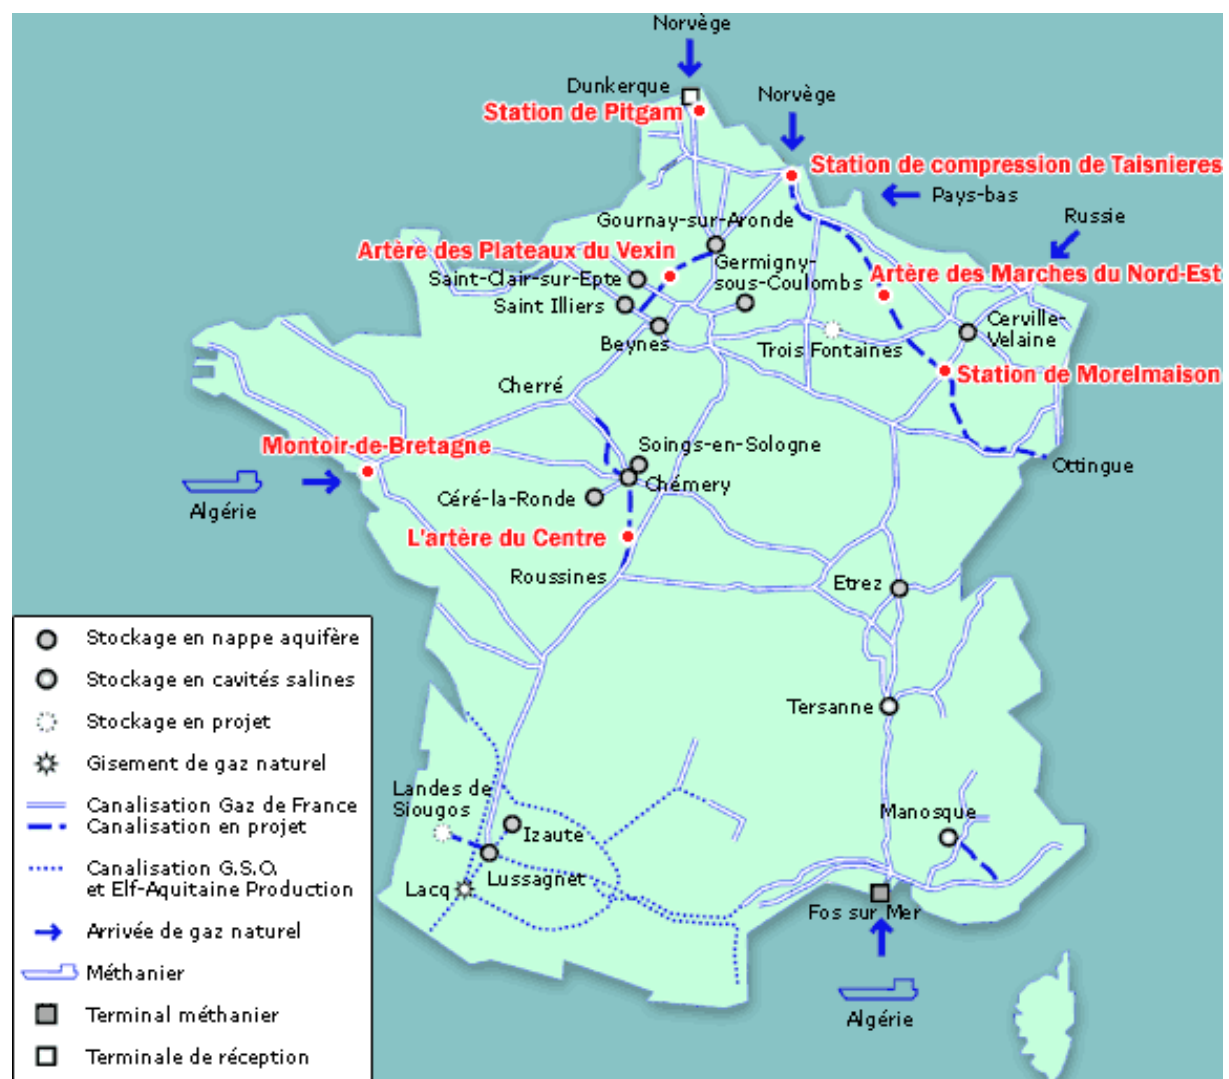 Norvège
Dunkerque
Norvège
Station de Pitgam
Station de compression de Taisnieres
Pays-bas
Russie
Gournay-sur-Aronde
Artère des Plateaux du Vexin
Germigny-
sous-Coulombs
Artère des Marches du Nord-Est
Saint-Clair-sur-Epte
Saint Illiers
Beynes
Trois Fontaines
Cerville-
Velaine
Station de Morelmaison
Cherré
Montoir-de-Bretagne
Soings-en-Sologne
Ottingue
Chémery
Céré-la-Ronde
Algérie
L'artère du Centre
Roussines
Etrez
Tersanne
Landes de
Siougos
Izaute
Manosque
Lussagnet
Lacq
Fos sur Mer
Algérie
Stockage en nappe aquifère
Stockage en cavités salines
Stockage en projet
Gisement de gaz naturel
Canalisation Gaz de France
Canalisation en projet
Canalisation G.S.O.
et Elf-Aquitaine Production
Arrivée de gaz naturel
Méthanier
Terminal méthanier
Terminale de réception